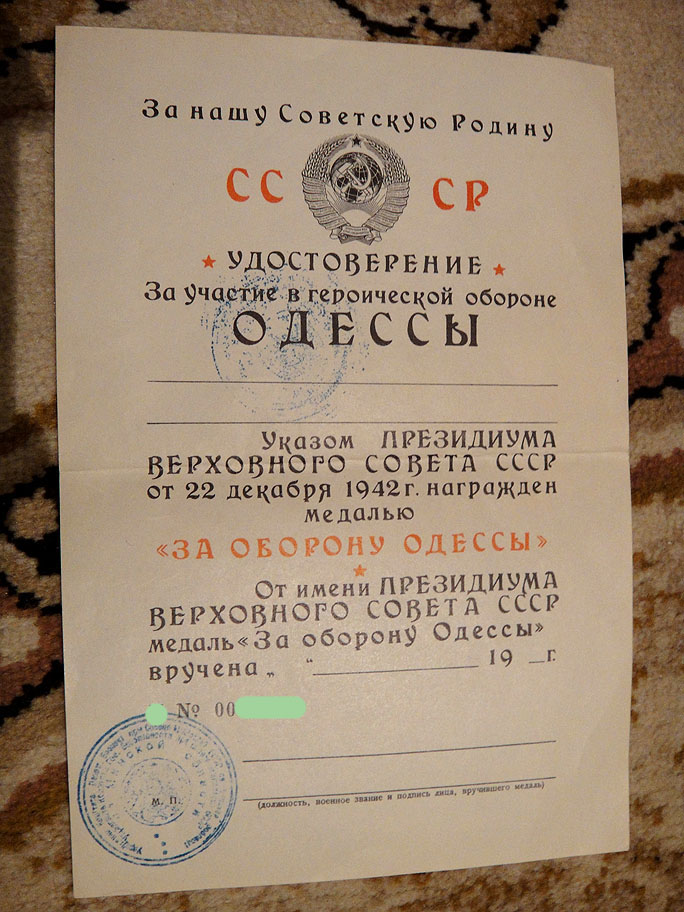 За нашу Советскую Родину
СС СР
УДОСТОВЕРЕНИЕ
За участие в героической обороне
ОДЕССЫ
Указом ПРЕЗИДИУМА
ВЕРХОВНОГО СОВЕТА СССР
от 22 декабря 1942 г. награжден
медалью
«ЗА ОБОРОНУ ОДЕССЫ»
От имени ПРЕЗИДИУМА
ВЕРХОВНОГО СОВЕТА СССР
медаль «За оборону Одессы»
вручена „ “ 19 г.
№ 00
М. П.
(должность, военное звание и подпись лица, вручившего медаль)